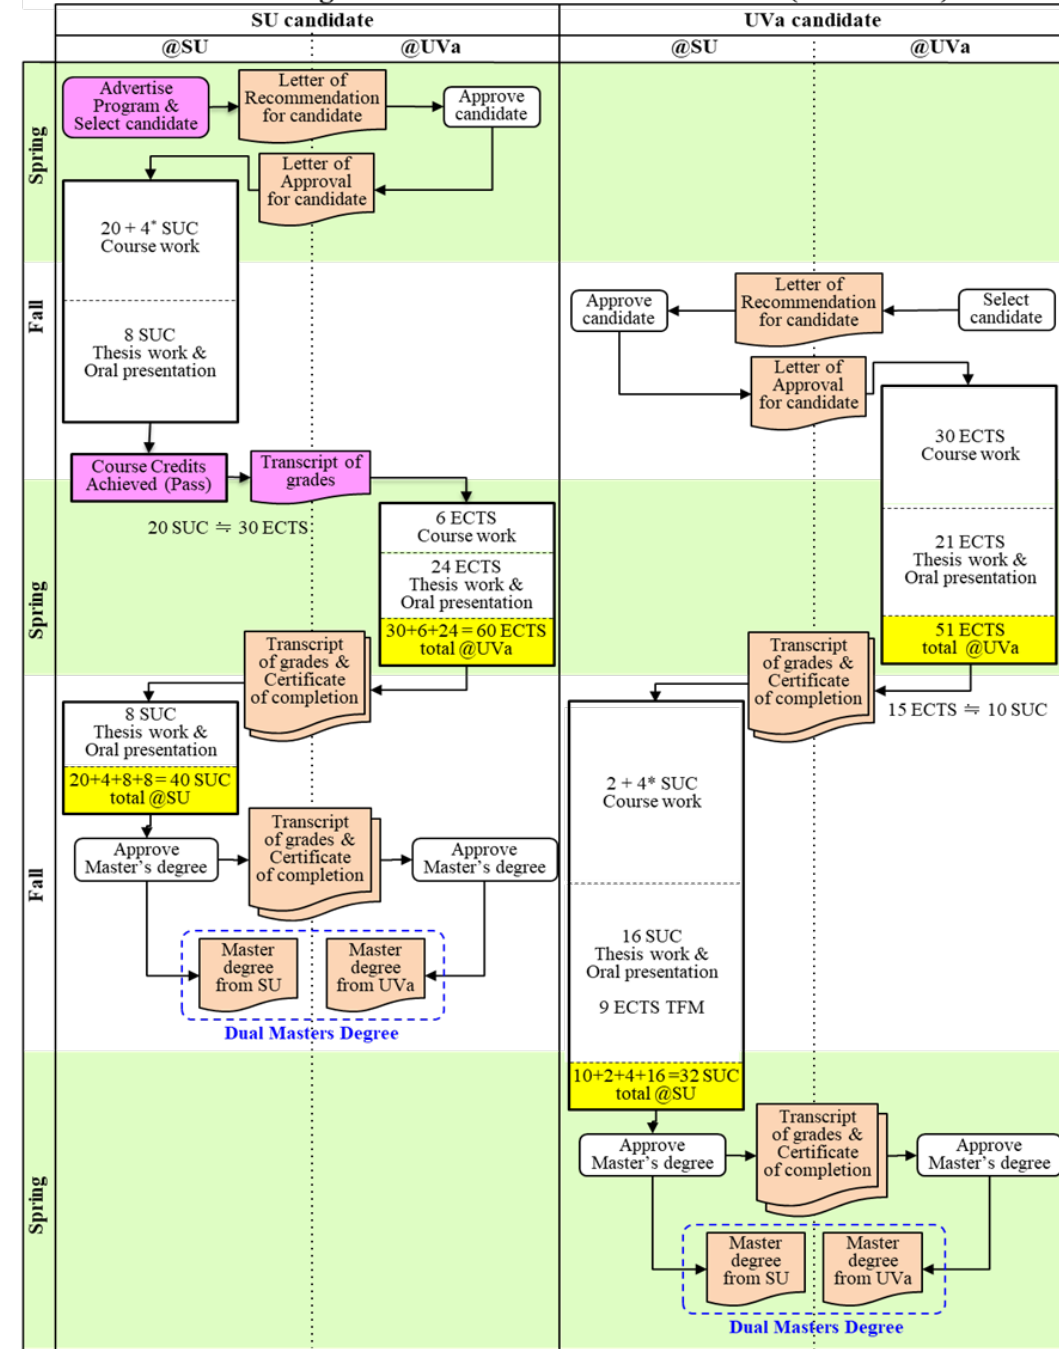 SU candidate
UVa candidate
@SU
@UVa
@SU
@UVa
Spring
Advertise
Program &
Select candidate
Letter of
Recommendation
for candidate
Approve
candidate
Letter of
Approval
for candidate
20 + 4* SUC
Course work
Fall
8 SUC
Thesis work &
Oral presentation
Approve
candidate
Letter of
Recommendation
for candidate
Select
candidate
Letter of
Approval
for candidate
30 ECTS
Course work
Course Credits
Achieved (Pass)
Transcript of
grades
Spring
20 SUC ≒ 30 ECTS
6 ECTS
Course work
24 ECTS
Thesis work &
Oral presentation
30+6+24 = 60 ECTS
total @UVa
21 ECTS
Thesis work &
Oral presentation
51 ECTS
total @UVa
Transcript
of grades &
Certificate
of completion
Transcript
of grades &
Certificate
of completion
15 ECTS ≒ 10 SUC
Fall
8 SUC
Thesis work &
Oral presentation
20+4+8+8 = 40 SUC
total @SU
2 + 4* SUC
Course work
Approve
Master's degree
Transcript
of grades &
Certificate
of completion
Approve
Master's degree
Master
degree
from SU
Master
degree
from UVa
Dual Masters Degree
16 SUC
Thesis work &
Oral presentation
9 ECTS TFM
10+2+4+16 =32 SUC
total @SU
Spring
Approve
Master's degree
Transcript
of grades &
Certificate
of completion
Approve
Master's degree
Master
degree
from SU
Master
degree
from UVa
Dual Masters Degree